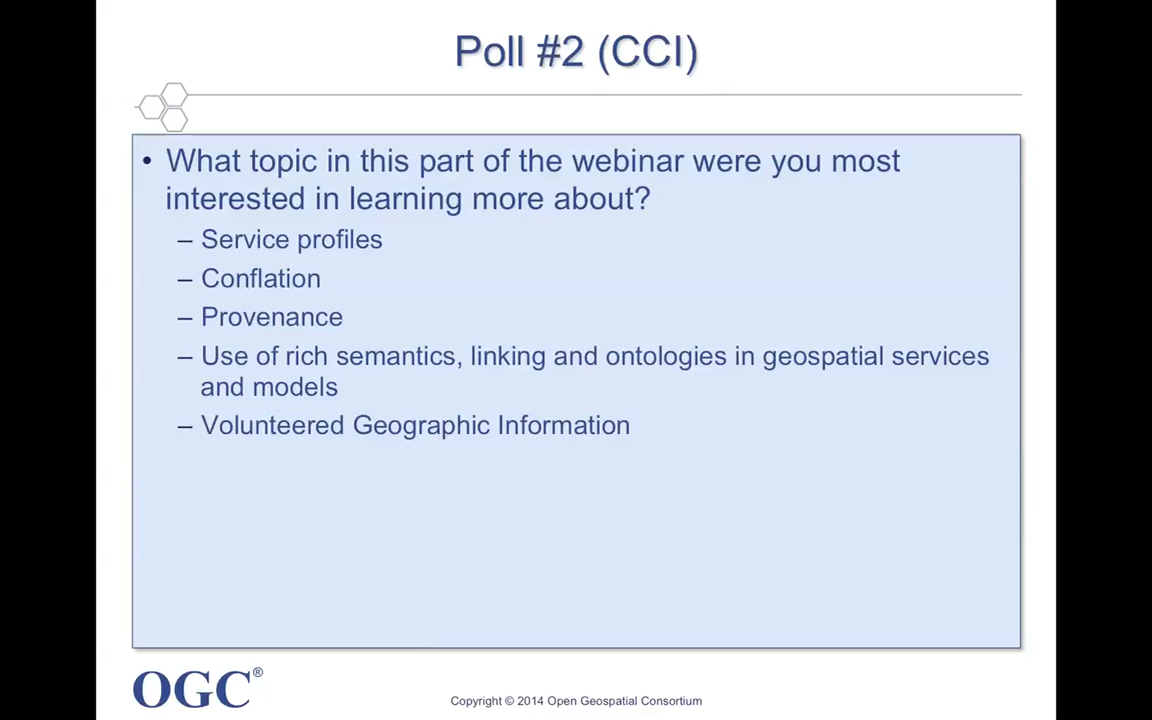 Poll #2 (CCI)
• What topic in this part of the webinar were you most
interested in learning more about?
– Service profiles
– Conflation
– Provenance
– Use of rich semantics, linking and ontologies in geospatial services
and models
– Volunteered Geographic Information
OGC®
Copyright © 2014 Open Geospatial Consortium